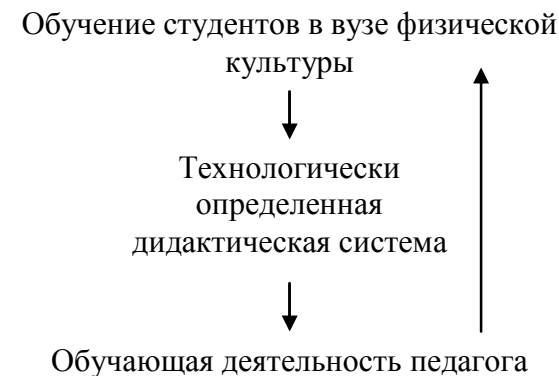 Обучение студентов в вузе физической
культуры
Технологически
определенная
дидактическая система
Обучающая деятельность педагога